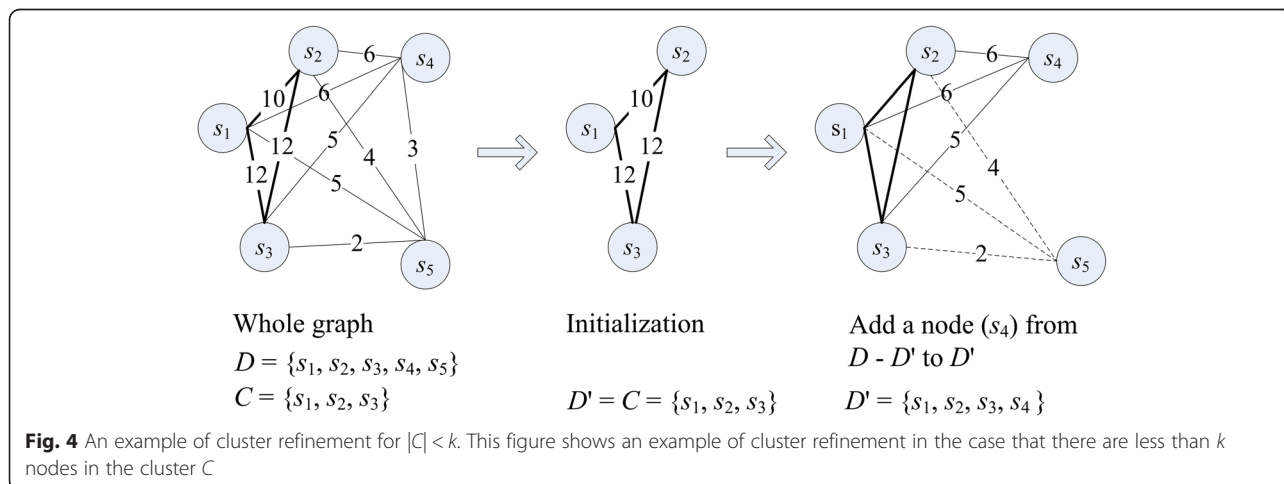 s2
6
s4
10
6
s1
12
5
4
3
12
5
s3
2
s5
s2
10
s1
12
12
s3
s2
6
s4
6
s1
5
4
5
s3
2
s5
Whole graph
D = {s1, s2, s3, s4, s5}
C = {s1, s2, s3}
Initialization
D' = C = {s1, s2, s3}
Add a node (s4) from
D - D' to D'
D' = {s1, s2, s3, s4 }
Fig. 4 An example of cluster refinement for |C| < k. This figure shows an example of cluster refinement in the case that there are less than k
nodes in the cluster C